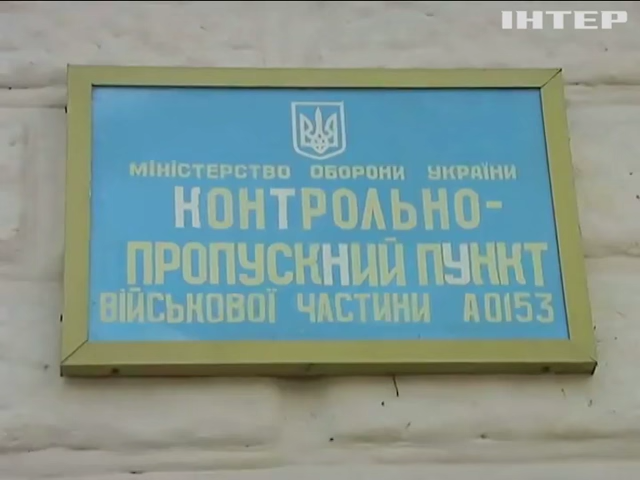 ІНТЕР
МІНІСТЕРСТВО ОБОРОНИ УКРАЇНИ
КОНТРОЛЬНО-
ПРОПУСКНИЙ ПУНКТ
ВІЙСЬКОВОЇ ЧАСТИНИ А0153